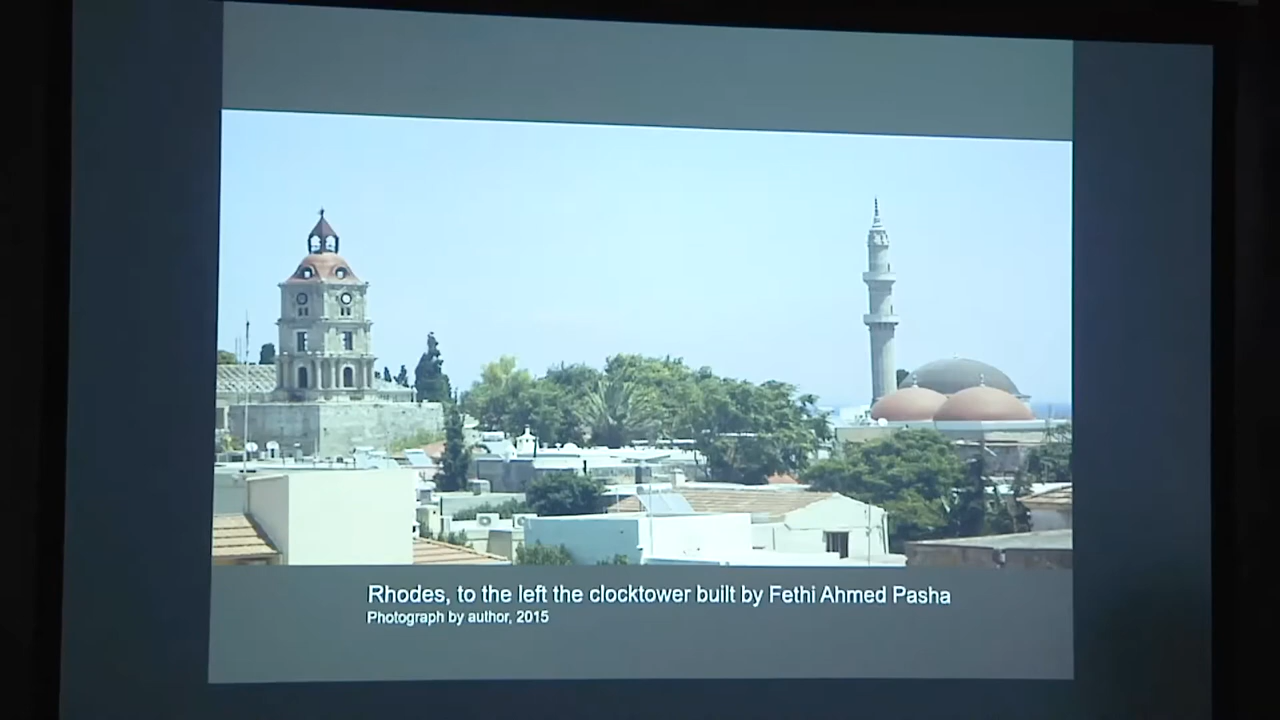 Rhodes, to the left the clocktower built by Fethi Ahmed Pasha
Photograph by author, 2015